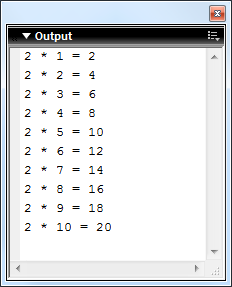 Output
2 * 1 = 2
2 * 2 = 4
2 * 3 = 6
2 * 4 = 8
2 * 5 = 10
2 * 6 = 12
2 * 7 = 14
2 * 8 = 16
2 * 9 = 18
2 * 10 = 20